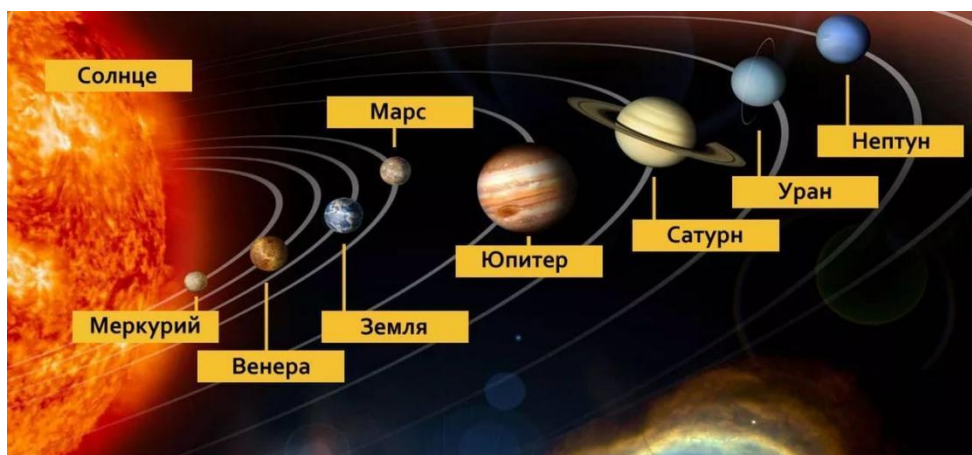 Солнце
Меркурий
Венера
Земля
Марс
Юпитер
Сатурн
Уран
Нептун